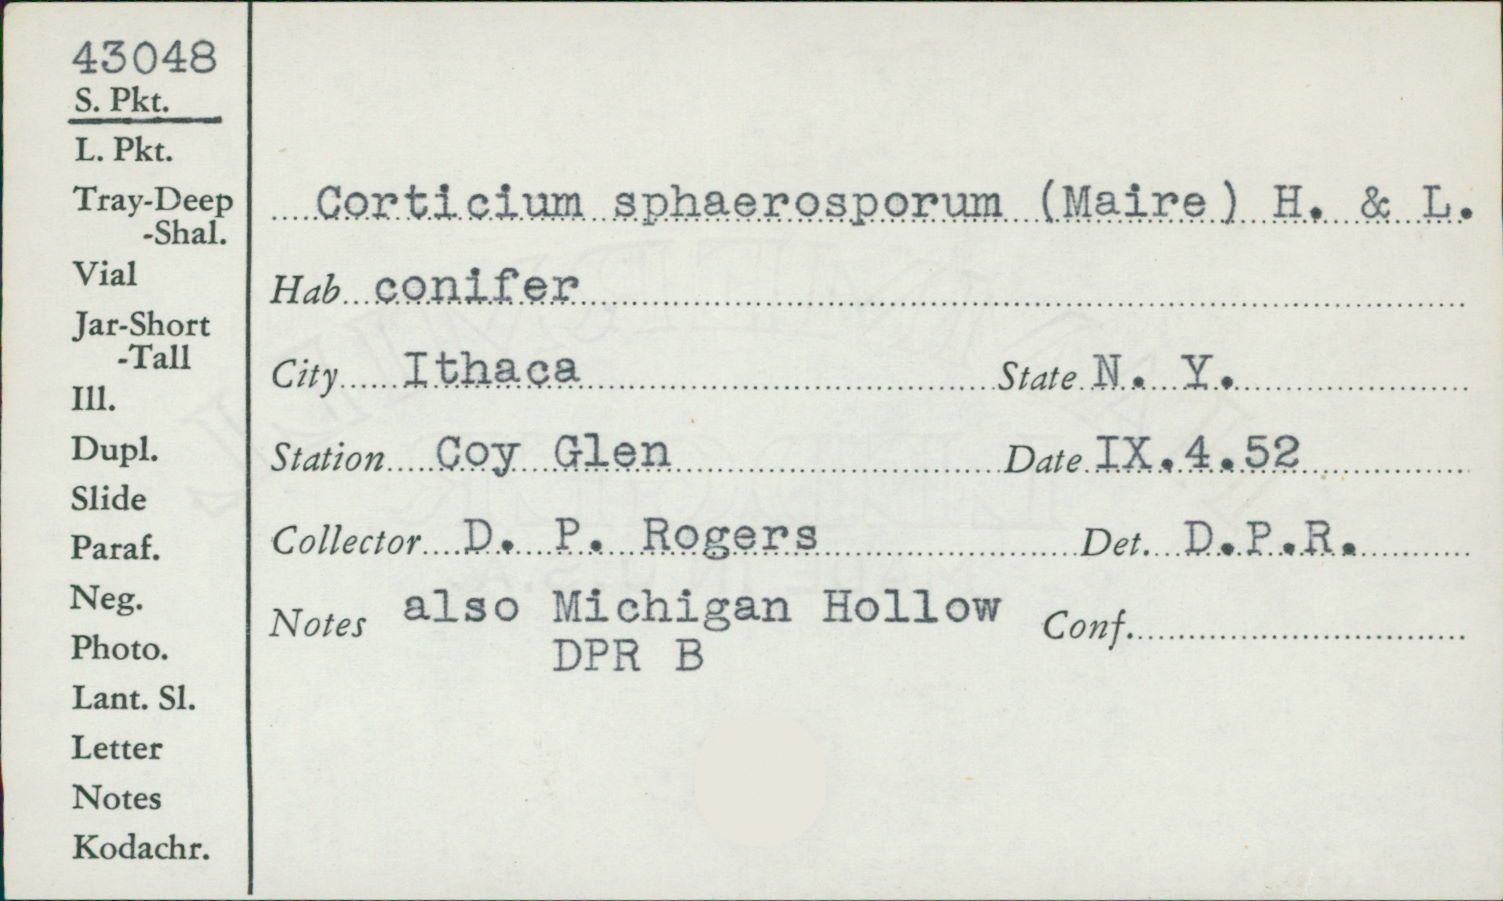 43048
S. Pkt.
L. Pkt.
Tray-Deep
-Shal.
Vial
Jar-Short
-Tall
Ill.
Dupl.
Slide
Paraf.
Neg.
Photo.
Lant. Sl.
Letter
Notes
Kodachr.
Corticium sphaerosporum (Maire) H. & L.
Hab conifer
City Ithaca State N. Y.
Station Coy Glen Date IX.4.52
Collector D. P. Rogers Det. D.P.R.
Notes also Michigan Hollow Conf.
DPR B